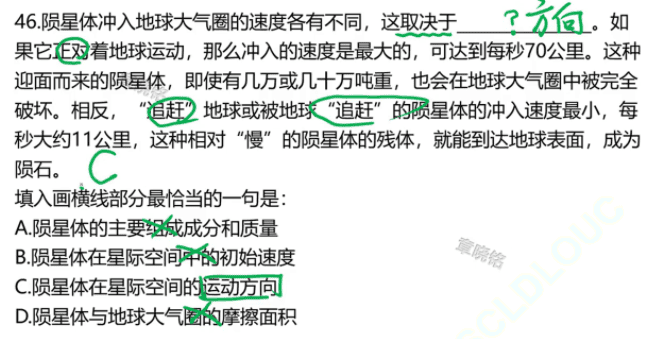 46.陨星体冲入地球大气圈的速度各有不同，这取决于__________。如
?方向
果它正对着地球运动，那么冲入的速度是最大的，可达到每秒70公里。这种
迎面而来的陨星体，即使有几万或几十万吨重，也会在地球大气圈中被完全
破坏。相反，“追赶”地球或被地球“追赶”的陨星体的冲入速度最小，每
秒大约11公里，这种相对“慢”的陨星体的残体，就能到达地球表面，成为
陨石。
C
填入画横线部分最恰当的一句是：
A.陨星体的主要组成成分和质量
B.陨星体在星际空间中的初始速度
C.陨星体在星际空间的运动方向
D.陨星体与地球大气圈的摩擦面积
章晓铭
GCLDLOUC